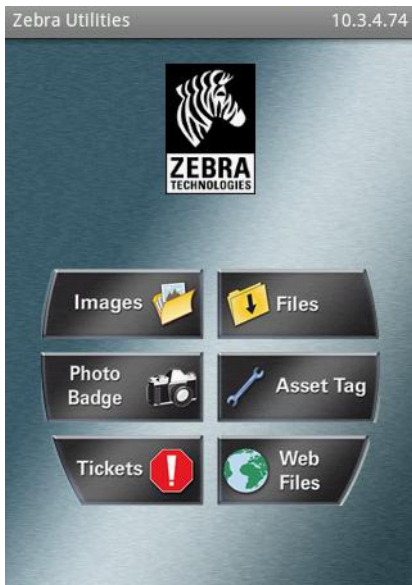 Zebra Utilities 10.3.4.74
ZEBRA
TECHNOLOGIES
Images
Files
Photo
Badge
Asset Tag
Tickets
Web
Files